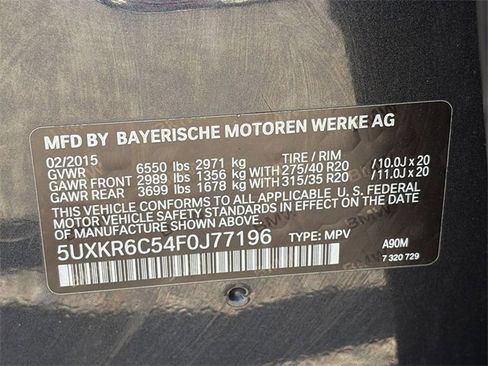 MFD BY BAYERISCHE MOTOREN WERKE AG
02/2015
GVWR 6550 lbs 2971 kg TIRE / RIM
GAWR FRONT 2989 lbs 1356 kg WITH 275/40 R20 /10.0J x 20
GAWR REAR 3699 lbs 1678 kg WITH 315/35 R20 /11.0J x 20
THIS VEHICLE CONFORMS TO ALL APPLICABLE U. S. FEDERAL
MOTOR VEHICLE SAFETY STANDARDS IN EFFECT ON THE DATE
OF MANUFACTURE SHOWN ABOVE.
5UXKR6C54F0J77196 TYPE: MPV A90M
7 320 729